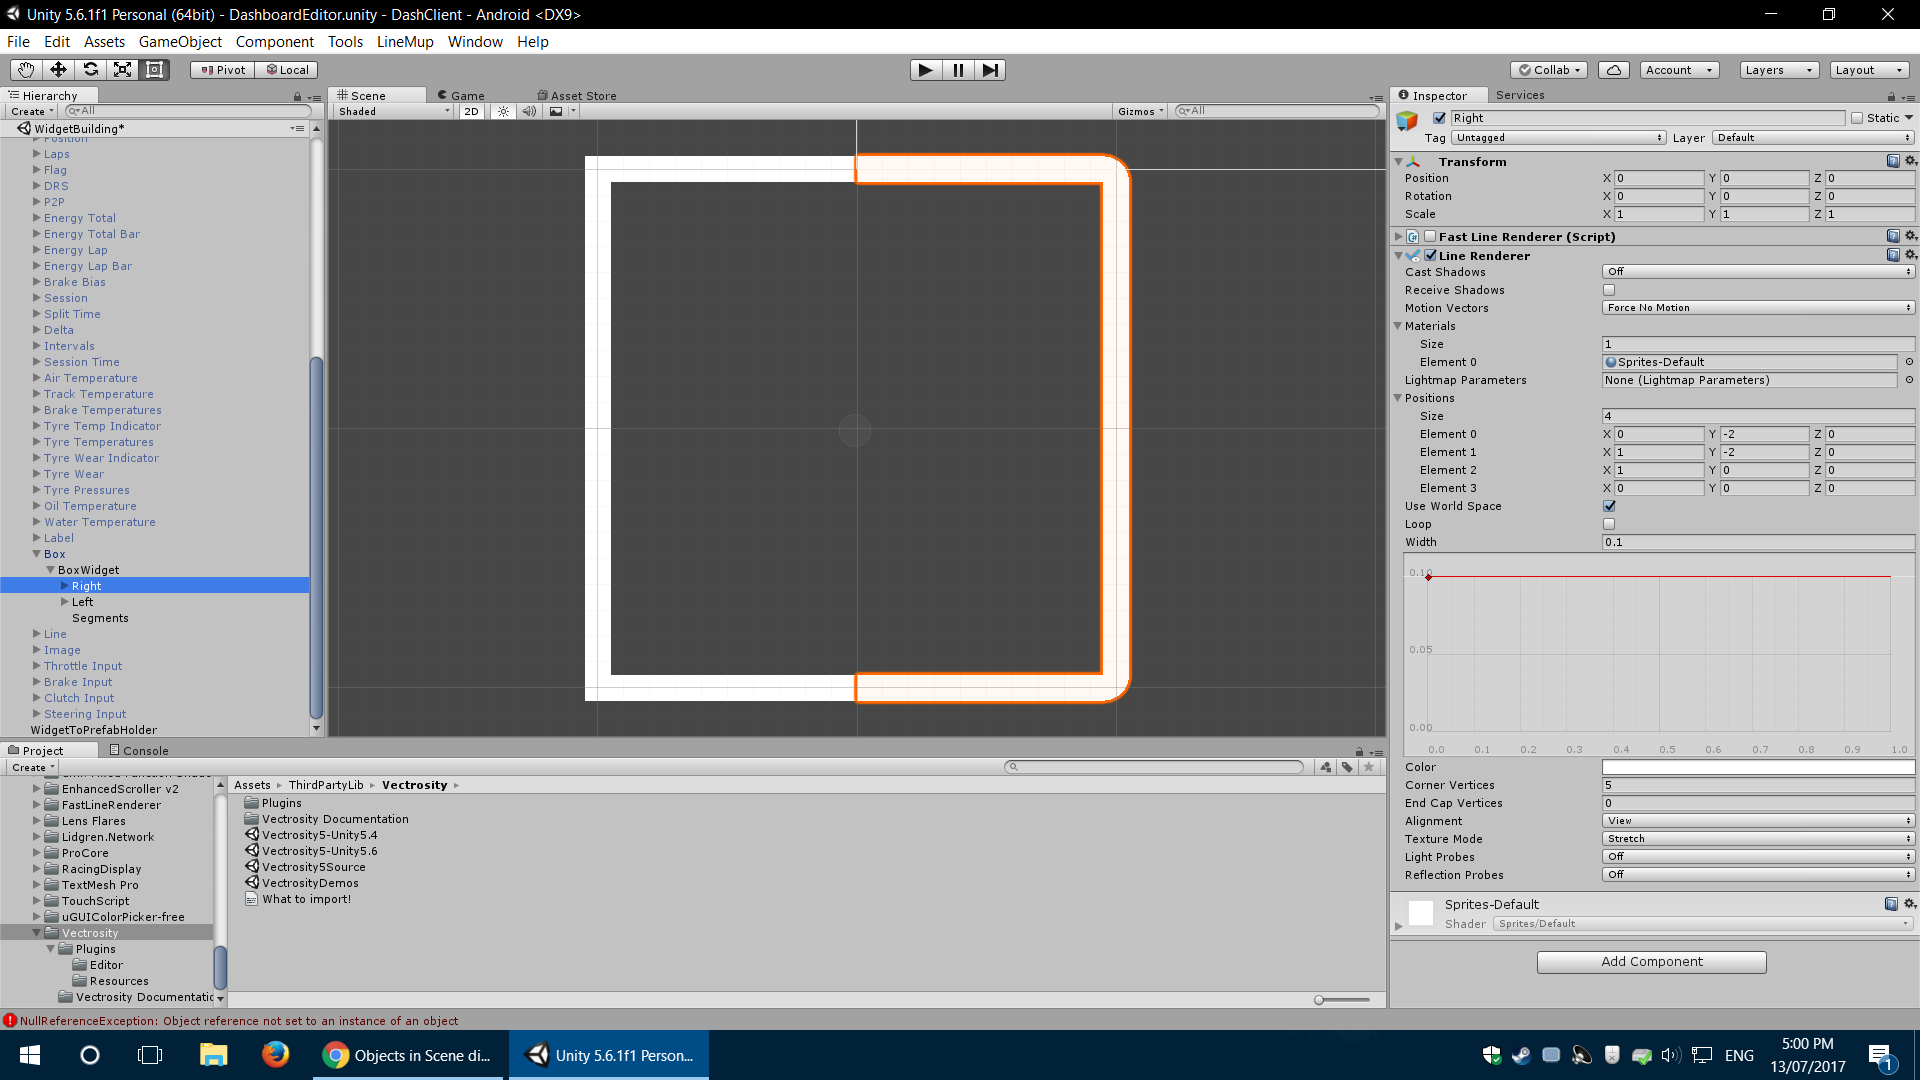 Unity 5.6.1f1 Personal (64bit) - DashboardEditor.unity - DashClient - Android <DX9>
File Edit Assets GameObject Component Tools LineMup Window Help
Pivot Local Collab Account Layers Layout
Hierarchy
Create All
WidgetBuilding*
Position
Laps
Flag
DRS
P2P
Energy Total
Energy Total Bar
Energy Lap
Energy Lap Bar
Brake Bias
Session
Split Time
Delta
Intervals
Session Time
Air Temperature
Track Temperature
Brake Temperatures
Tyre Temp Indicator
Tyre Temperatures
Tyre Wear Indicator
Tyre Wear
Tyre Pressures
Oil Temperature
Water Temperature
Label
Box
BoxWidget
Right
Left
Segments
Line
Image
Throttle Input
Brake Input
Clutch Input
Steering Input
WidgetToPrefabHolder
Scene Game Asset Store
Shaded 2D Gizmos All
Inspector Services
Right Static
Tag Untagged Layer Default
Transform
Position X 0 Y 0 Z 0
Rotation X 0 Y 0 Z 0
Scale X 1 Y 1 Z 1
Fast Line Renderer (Script)
Line Renderer
Cast Shadows Off
Receive Shadows
Motion Vectors Force No Motion
Materials
Size 1
Element 0 Sprites-Default
Lightmap Parameters None (Lightmap Parameters)
Positions
Size 4
Element 0 X 0 Y -2 Z 0
Element 1 X 1 Y -2 Z 0
Element 2 X 1 Y 0 Z 0
Element 3 X 0 Y 0 Z 0
Use World Space
Loop
Width 0.1
0.10
0.05
0.00
0.0 0.1 0.2 0.3 0.4 0.5 0.6 0.7 0.8 0.9 1.0
Color
Corner Vertices 5
End Cap Vertices 0
Alignment View
Texture Mode Stretch
Light Probes Off
Reflection Probes Off
Sprites-Default
Shader Sprites/Default
Add Component
Project Console
Create
EnhancedScroller v2
FastLineRenderer
Lens Flares
Lidgren.Network
ProCore
RacingDisplay
TextMesh Pro
TouchScript
uGUIColorPicker-free
Vectrosity
Plugins
Editor
Resources
Vectrosity Documentatio
Assets ThirdPartyLib Vectrosity
Plugins
Vectrosity Documentation
Vectrosity5-Unity5.4
Vectrosity5-Unity5.6
Vectrosity5Source
VectrosityDemos
What to import!
NullReferenceException: Object reference not set to an instance of an object
Objects in Scene di...
Unity 5.6.1f1 Person...
ENG
5:00 PM
13/07/2017
1